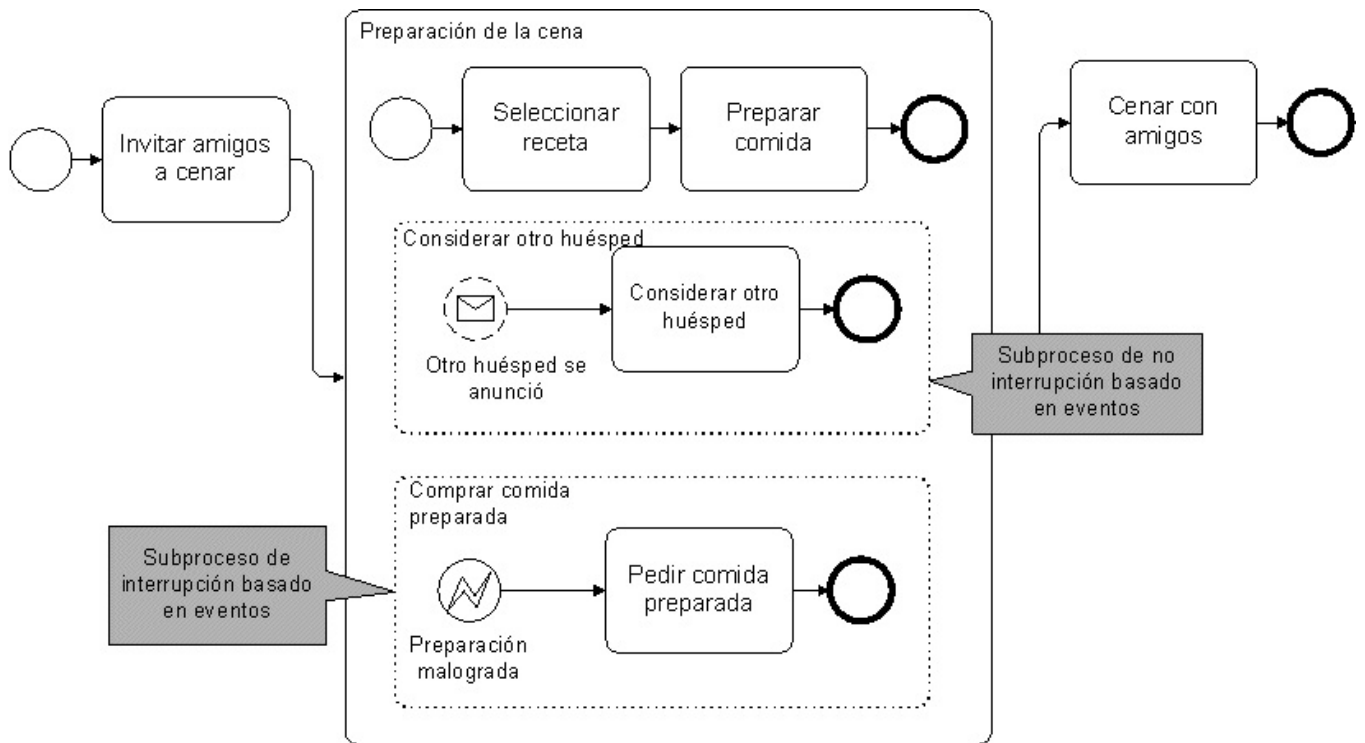 Preparación de la cena
Invitar amigos
a cenar
Seleccionar
receta
Preparar
comida
Cenar con
amigos
Considerar otro huésped
Considerar otro
huésped
Otro huésped se
anunció
Subproceso de no
interrupción basado
en eventos
Comprar comida
preparada
Subproceso de
interrupción basado
en eventos
Pedir comida
preparada
Preparación
malograda